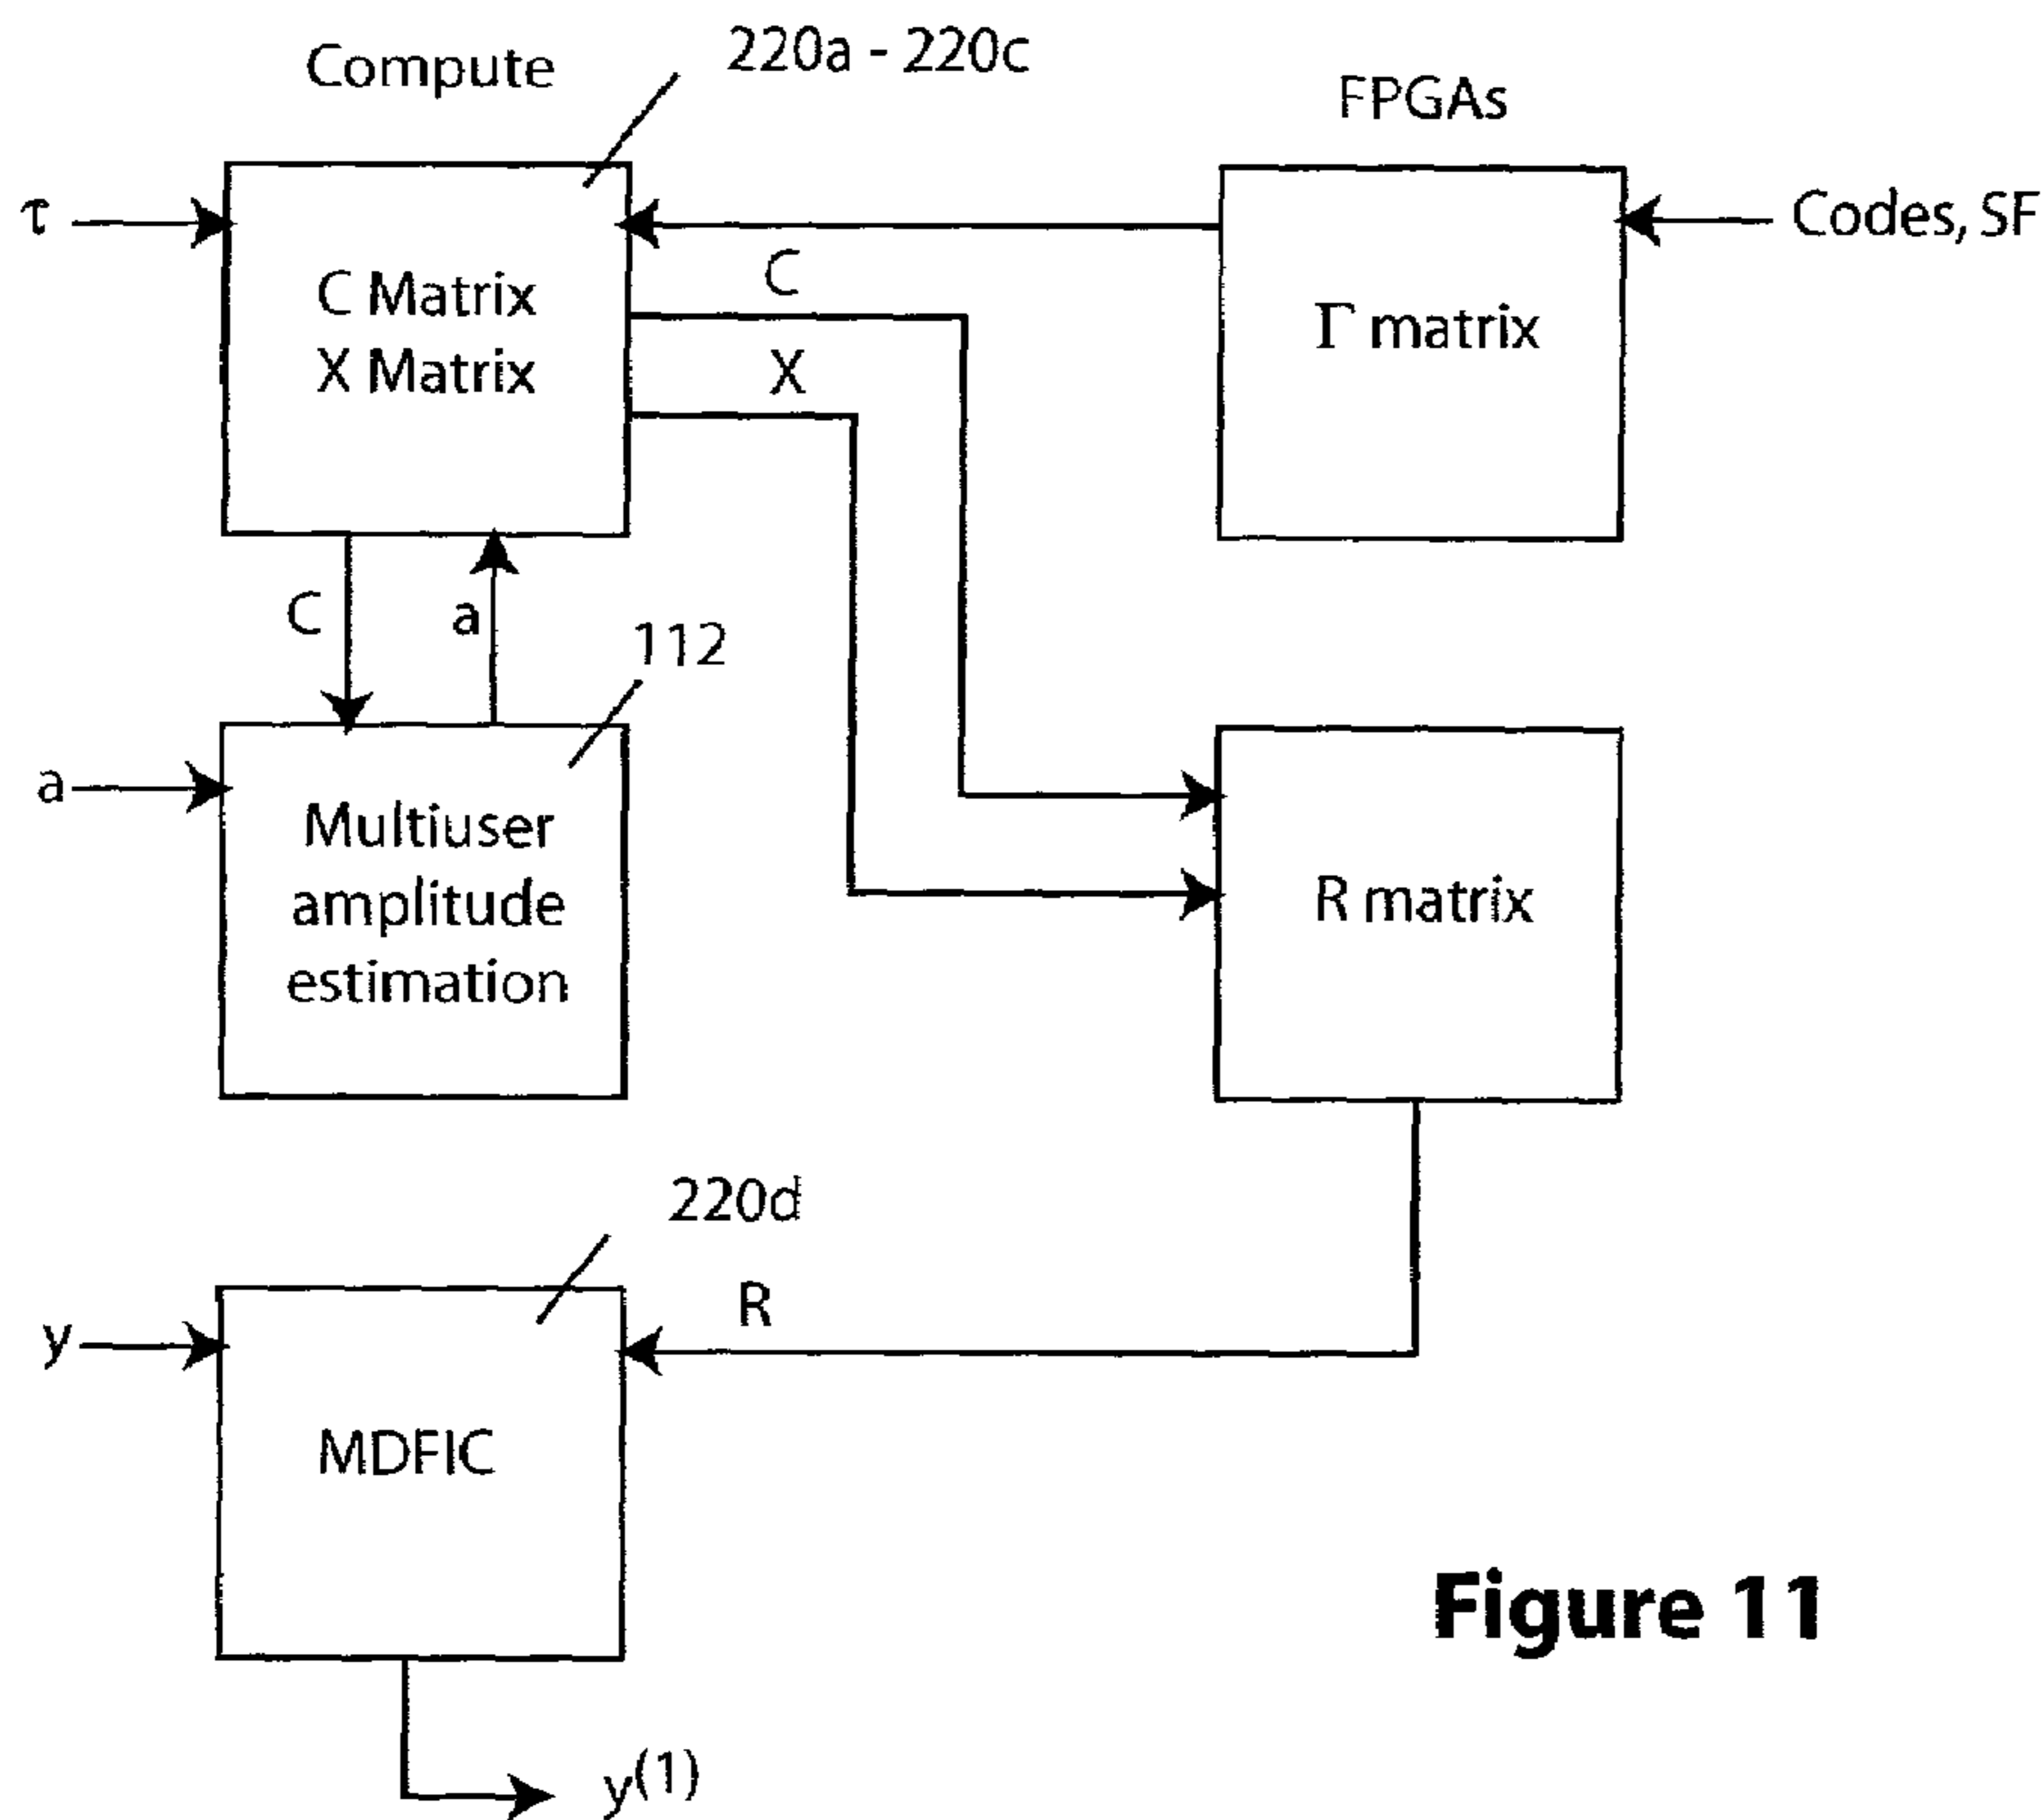 Compute
220a - 220c
FPGAs
τ
C Matrix
X Matrix
C
X
Γ matrix
Codes, SF
C
a
112
a
Multiuser
amplitude
estimation
R matrix
220d
R
y
MDFIC
y(1)
Figure 11